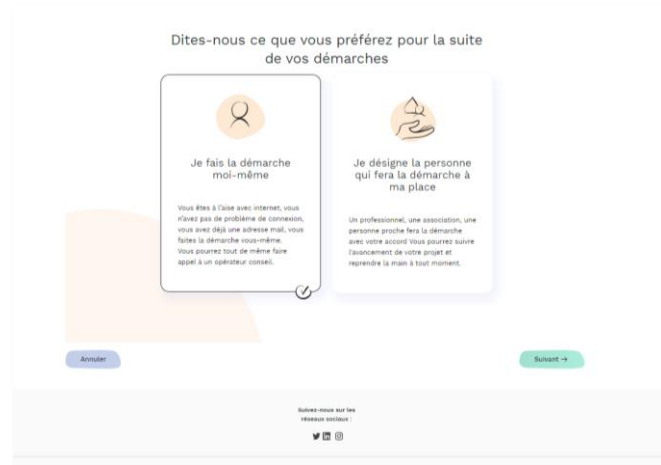 Dites-nous ce que vous préférez pour la suite
de vos démarches
Je fais la démarche
moi-même
Vous êtes à l'aise avec internet, vous
n'avez pas de problème de connexion,
vous avez déjà une adresse mail, vous
faites la démarche vous-même.
Vous pourrez tout de même faire
appel à un opérateur conseil.
Je désigne la personne
qui fera la démarche à
ma place
Un professionnel, une association, une
personne proche fera la démarche
avec votre accord Vous pourrez suivre
l'avancement de votre projet et
reprendre la main à tout moment.
Annuler
Suivant →
Suivez-nous sur les
réseaux sociaux :